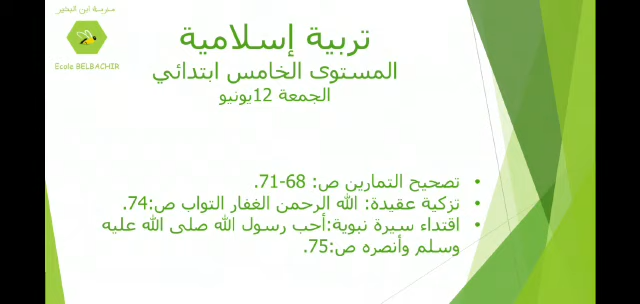 مدرسة ابن البخير
Ecole BELBACHIR
تربية إسلامية
المستوى الخامس ابتدائي
الجمعة 12يونيو
• تصحيح التمارين ص: 68-71.
• تزكية عقيدة: الله الرحمن الغفار التواب ص:74.
• اقتداء سيرة نبوية:أحب رسول الله صلى الله عليه
وسلم وأنصره ص:75.